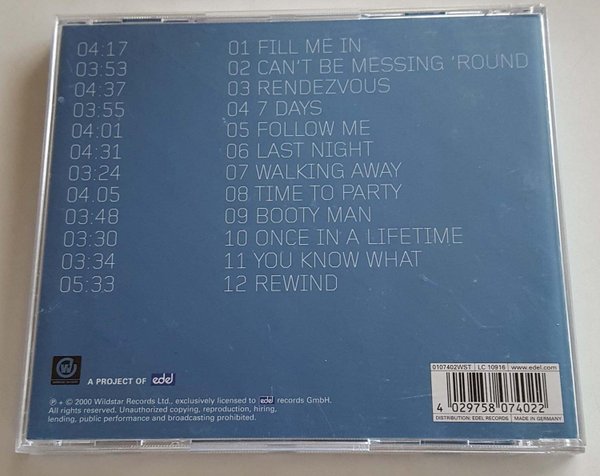 04:17 01 FILL ME IN
03:53 02 CAN'T BE MESSING 'ROUND
04:37 03 RENDEZVOUS
03:55 04 7 DAYS
04:01 05 FOLLOW ME
04:31 06 LAST NIGHT
03:24 07 WALKING AWAY
04.05 08 TIME TO PARTY
03:48 09 BOOTY MAN
03:30 10 ONCE IN A LIFETIME
03:34 11 YOU KNOW WHAT
05:33 12 REWIND
A PROJECT OF edel
℗ + © 2000 Wildstar Records Ltd., exclusively licensed to edel records GmbH.
All rights reserved. Unauthorized copying, reproduction, hiring,
lending, public performance and broadcasting prohibited.
0107402WST LC 10916 www.edel.com
4 029758 074022
DISTRIBUTION: EDEL RECORDS MADE IN GERMANY